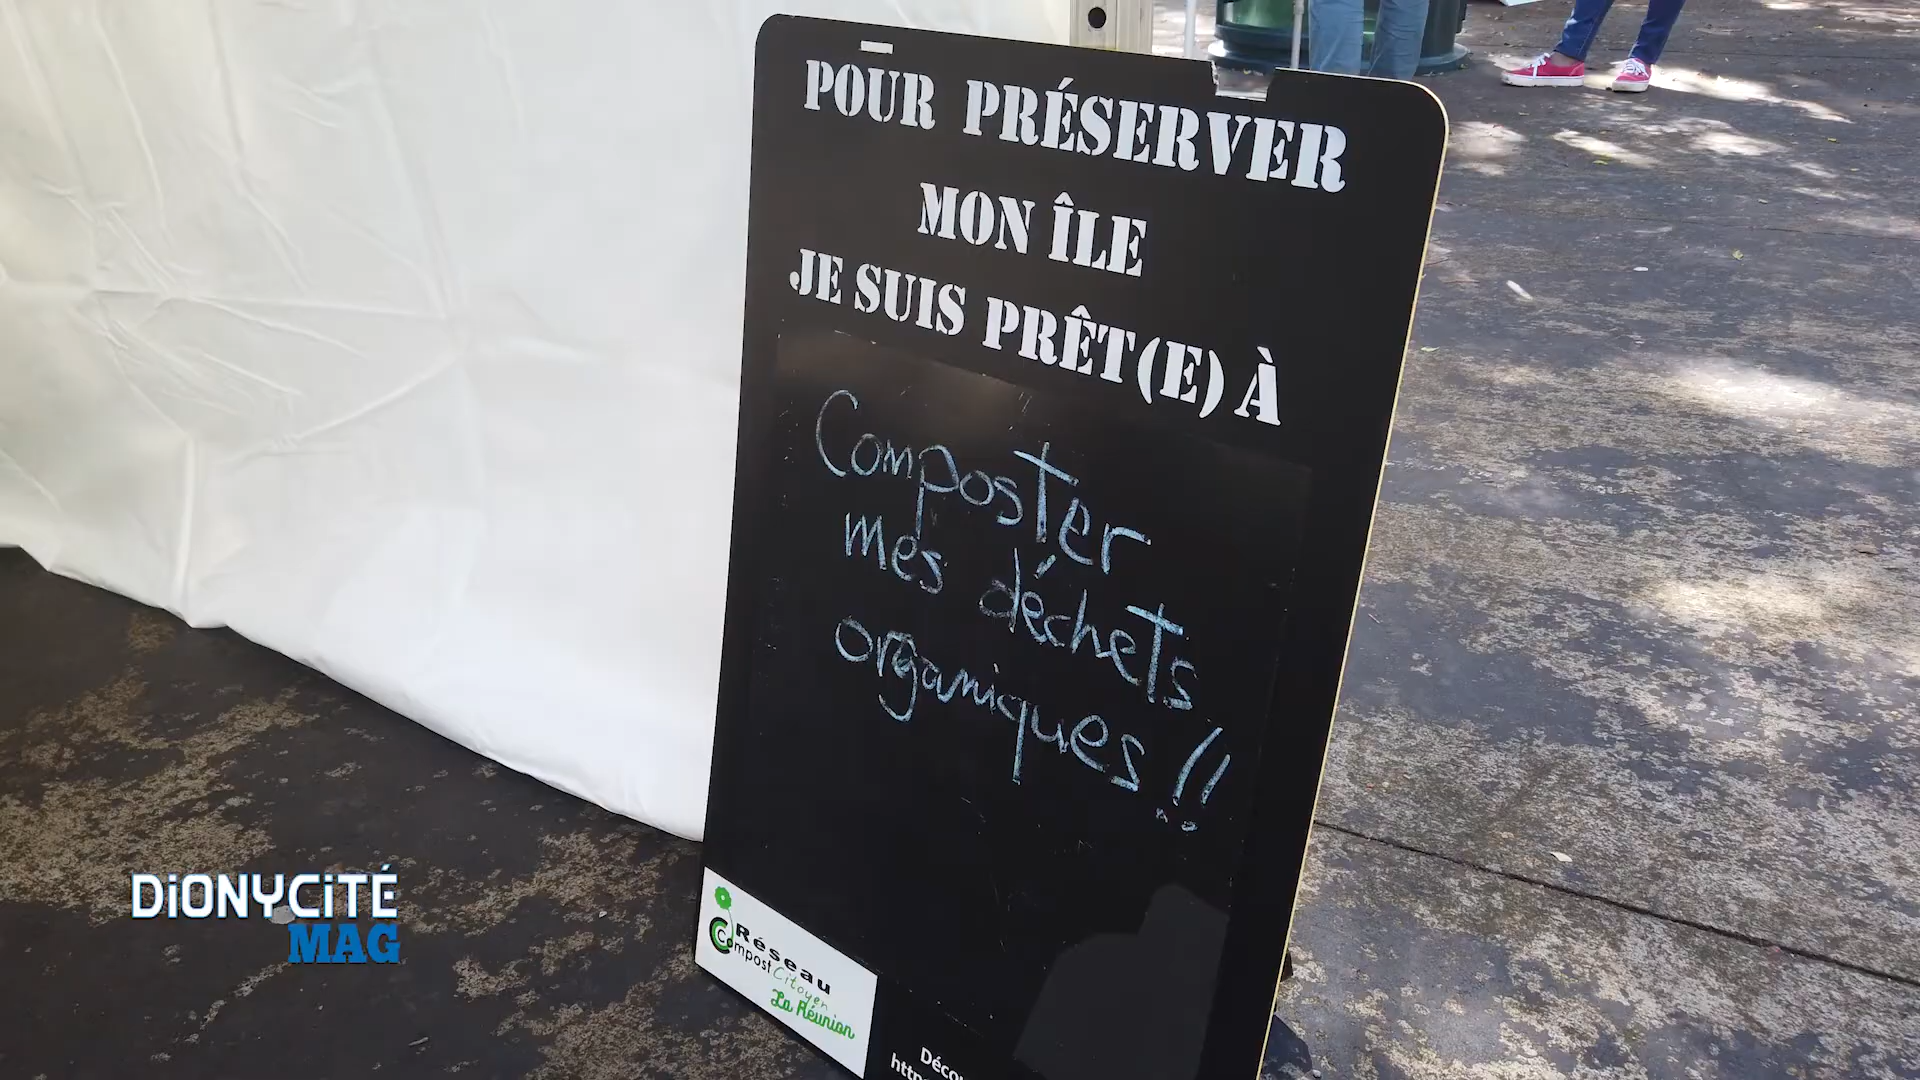 POUR PRÉSERVER
MON ÎLE
JE SUIS PRÊT(E) À
Composter
mes déchets
organiques !!
Réseau
Compost Citoyen
La Réunion
DiONYCiTÉ
MAG